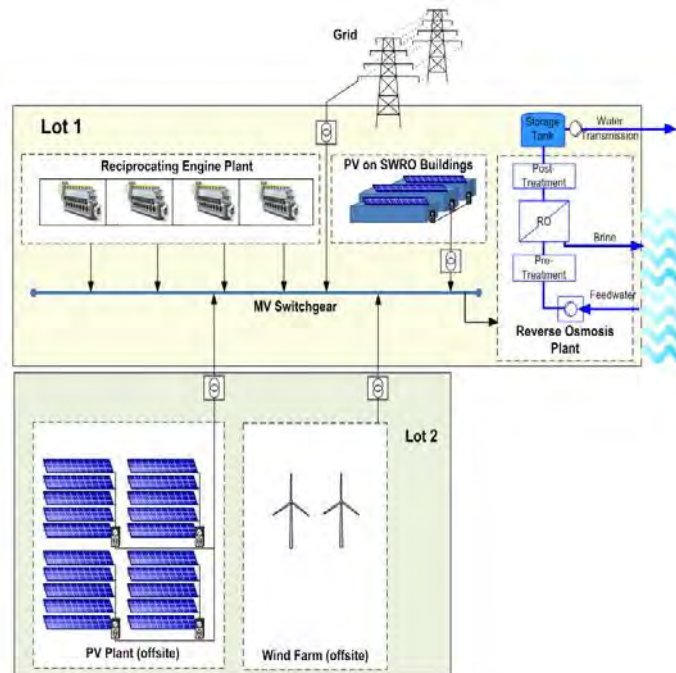 Grid
Lot 1
Reciprocating Engine Plant
PV on SWRO Buildings
Storage
Tank
Water
Transmission
Post-
Treatment
RO
Brine
Pre-
Treatment
Feedwater
MV Switchgear
Reverse Osmosis
Plant
Lot 2
PV Plant (offsite)
Wind Farm (offsite)